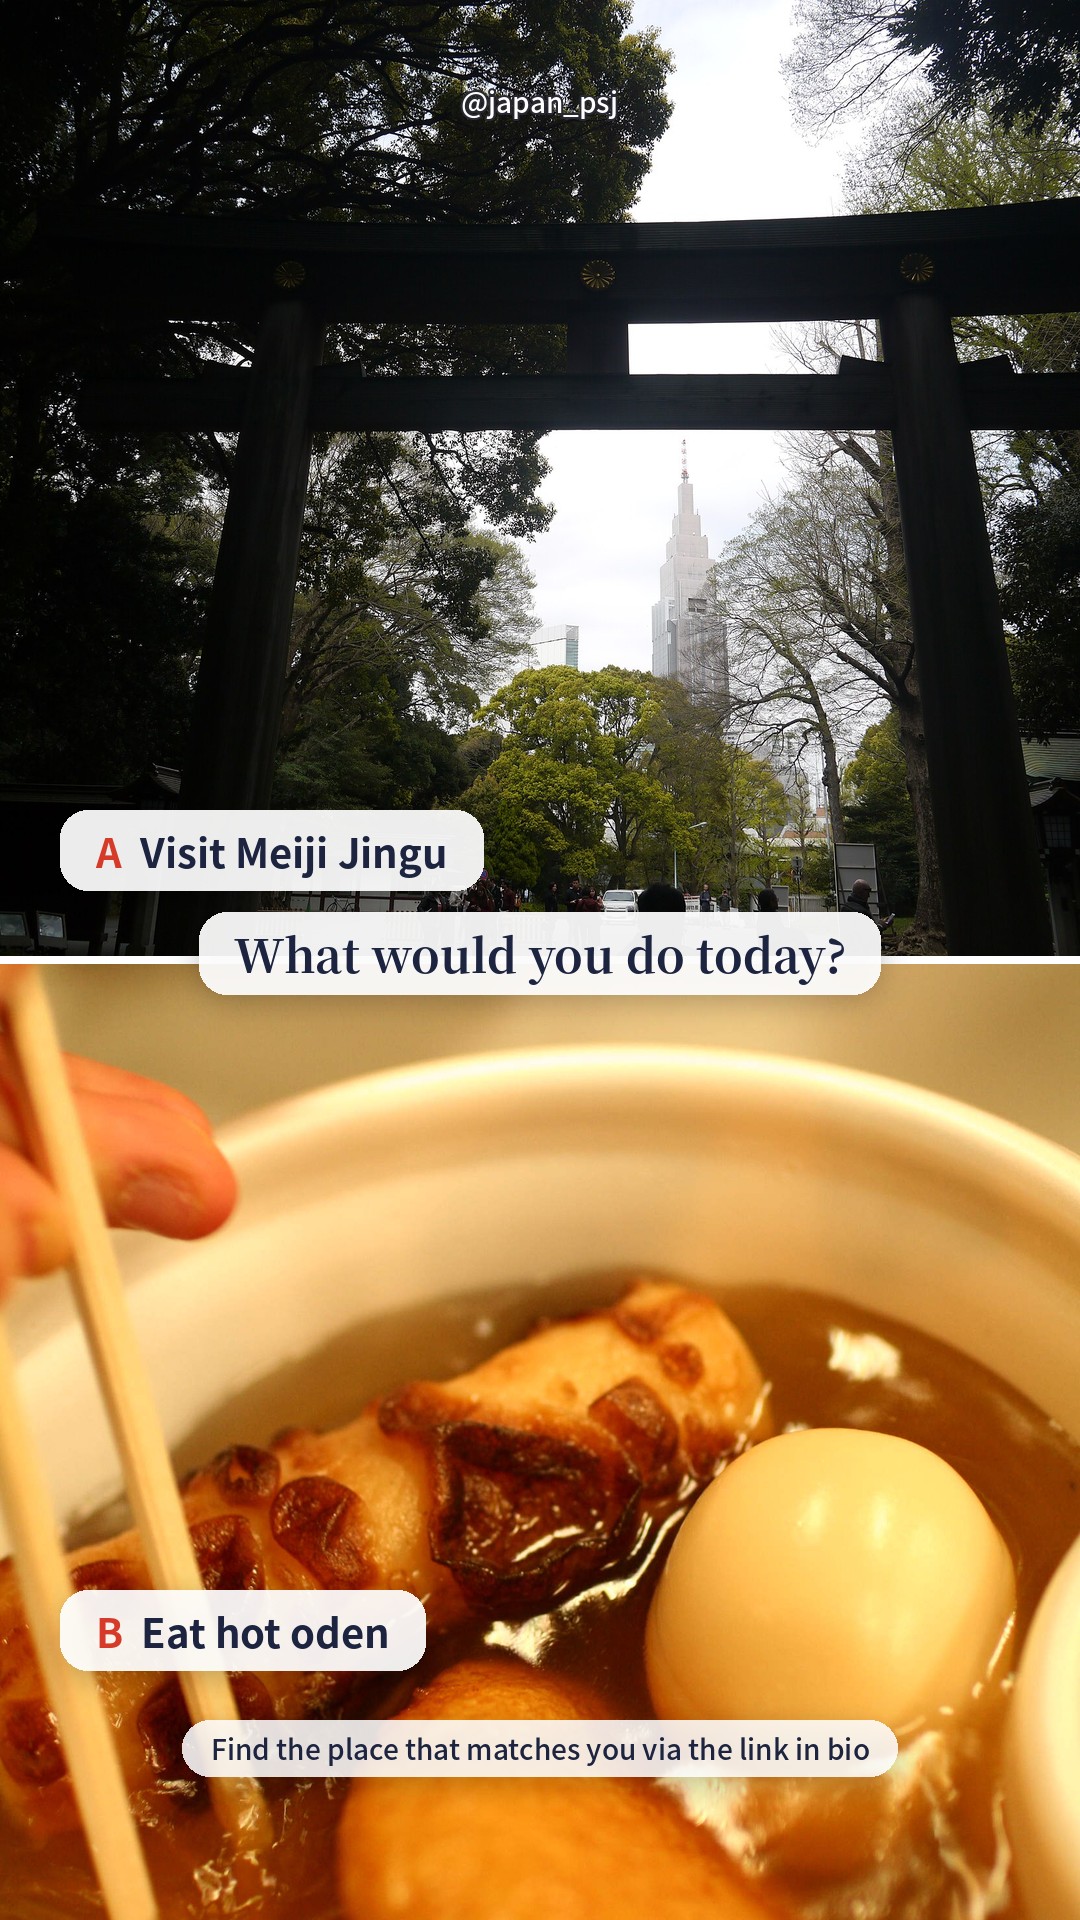 @japan_psj
A Visit Meiji Jingu
What would you do today?
B Eat hot oden
Find the place that matches you via the link in bio